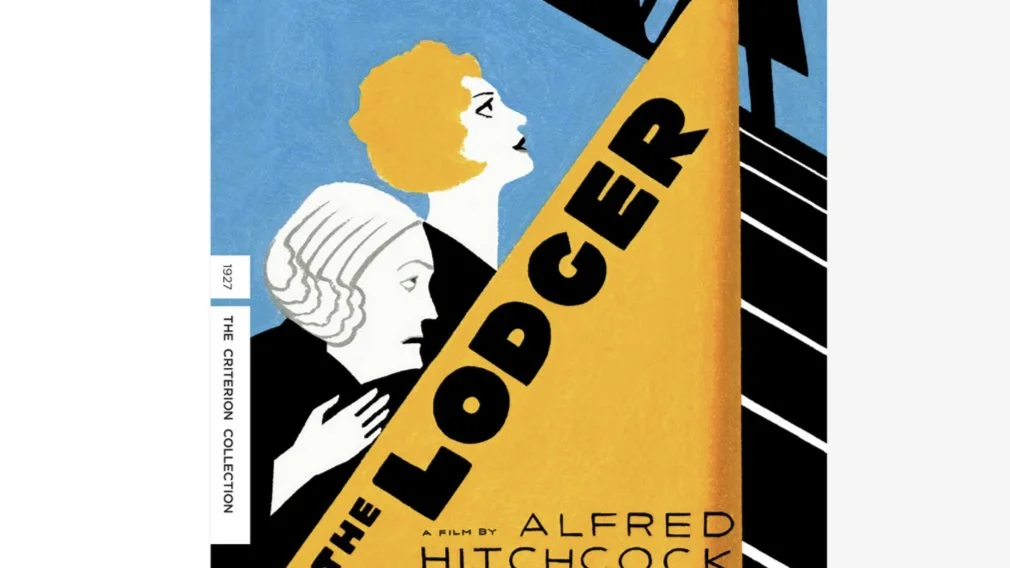 THE LODGER
A FILM BY ALFRED
HITCHCOCK
1927
THE CRITERION COLLECTION